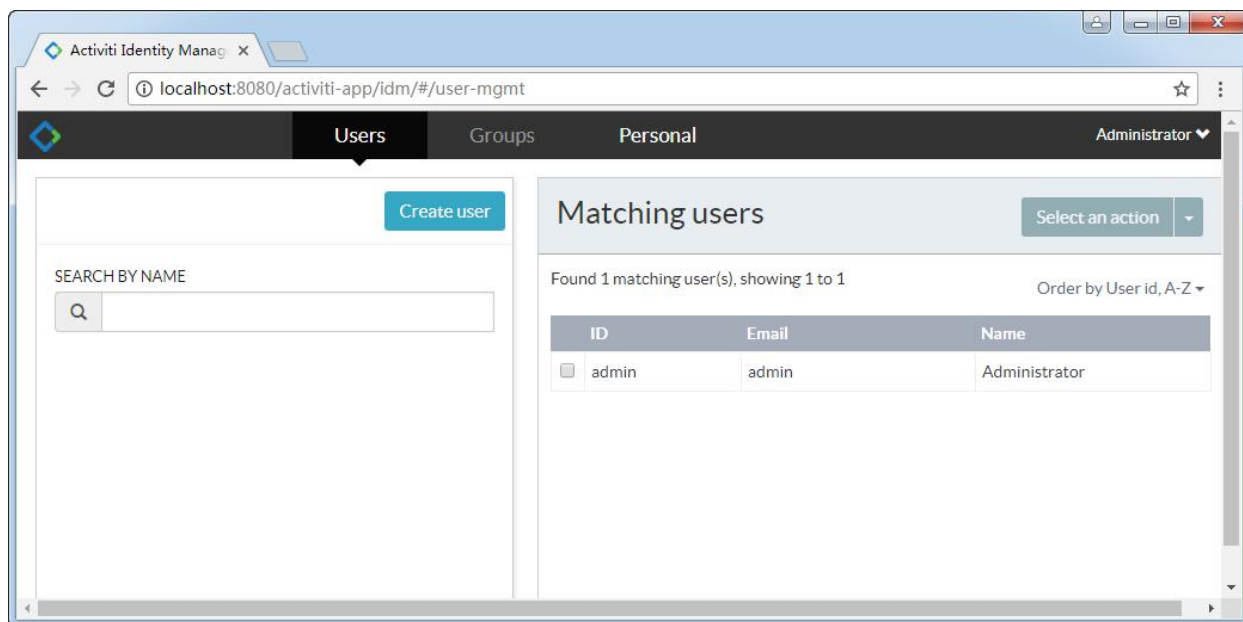 Activiti Identity Manag
localhost:8080/activiti-app/idm/#/user-mgmt
Users Groups Personal Administrator
Create user
SEARCH BY NAME
Matching users Select an action
Found 1 matching user(s), showing 1 to 1
Order by User id, A-Z
ID Email Name
admin admin Administrator